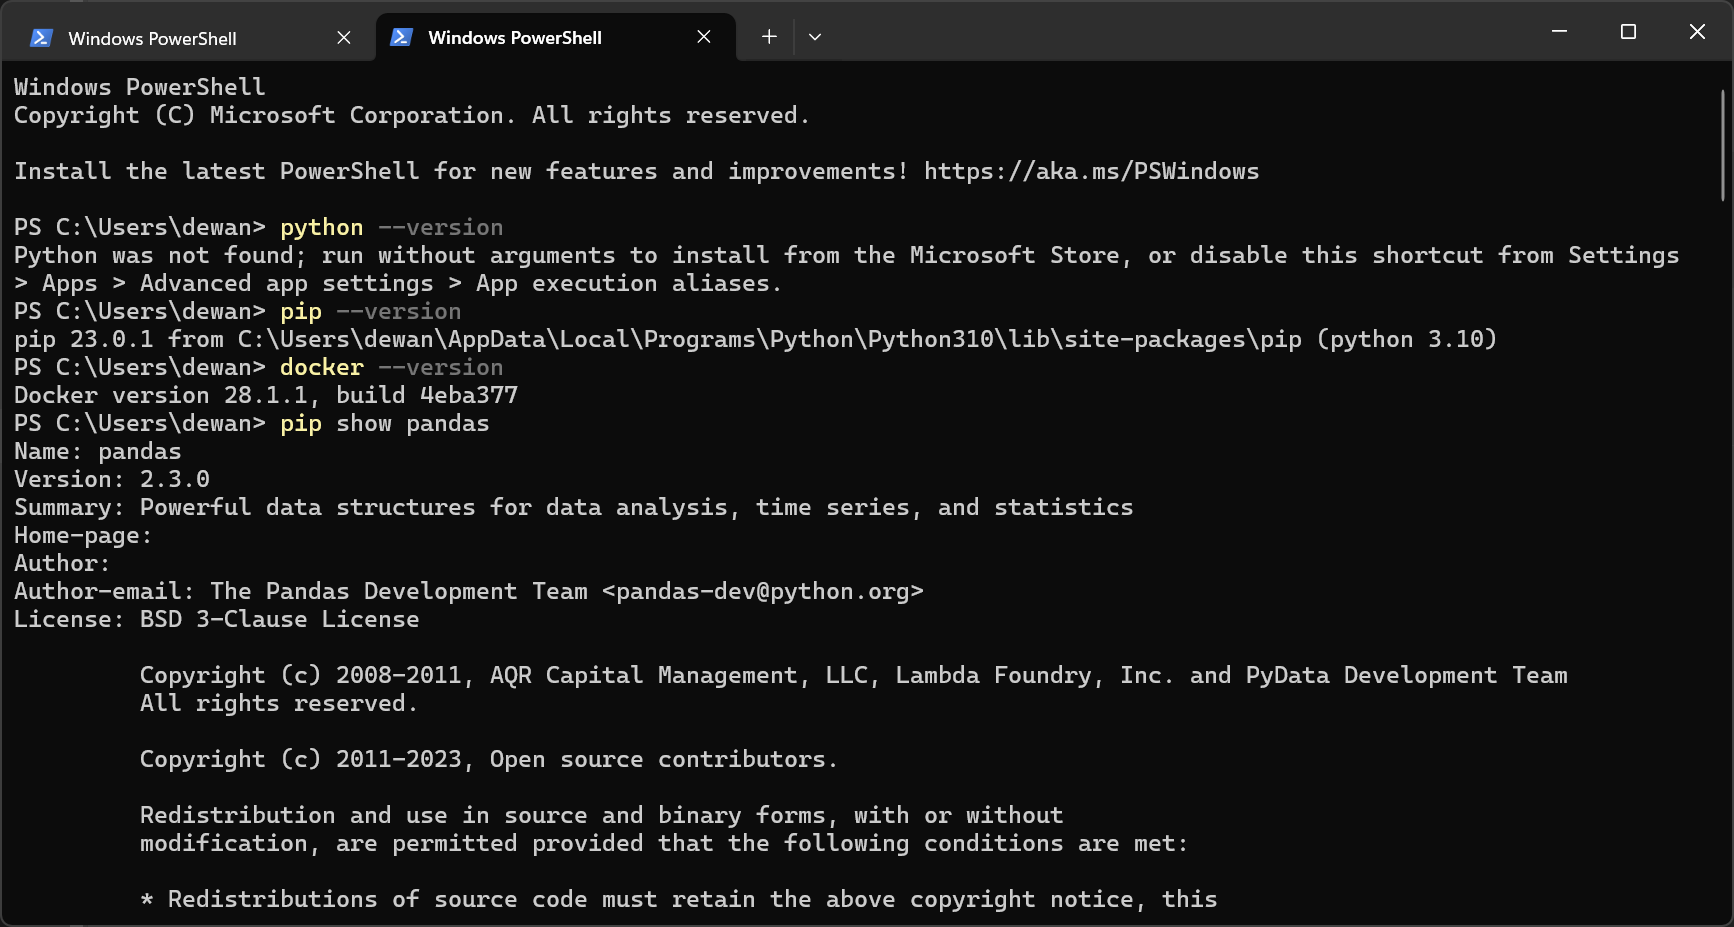 Windows PowerShell
Windows PowerShell
Windows PowerShell
Copyright (C) Microsoft Corporation. All rights reserved.
Install the latest PowerShell for new features and improvements! https://aka.ms/PSWindows
PS C:\Users\dewan> python --version
Python was not found; run without arguments to install from the Microsoft Store, or disable this shortcut from Settings
> Apps > Advanced app settings > App execution aliases.
PS C:\Users\dewan> pip --version
pip 23.0.1 from C:\Users\dewan\AppData\Local\Programs\Python\Python310\lib\site-packages\pip (python 3.10)
PS C:\Users\dewan> docker --version
Docker version 28.1.1, build 4eba377
PS C:\Users\dewan> pip show pandas
Name: pandas
Version: 2.3.0
Summary: Powerful data structures for data analysis, time series, and statistics
Home-page:
Author:
Author-email: The Pandas Development Team <pandas-dev@python.org>
License: BSD 3-Clause License
Copyright (c) 2008-2011, AQR Capital Management, LLC, Lambda Foundry, Inc. and PyData Development Team
All rights reserved.
Copyright (c) 2011-2023, Open source contributors.
Redistribution and use in source and binary forms, with or without
modification, are permitted provided that the following conditions are met:
* Redistributions of source code must retain the above copyright notice, this